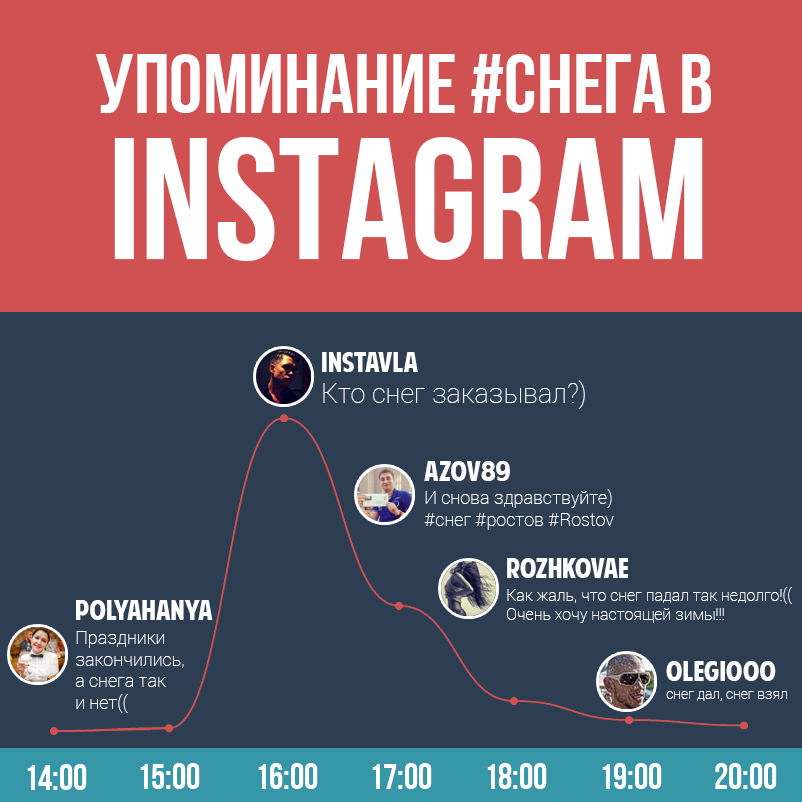 УПОМИНАНИЕ #СНЕГА В
INSTAGRAM
INSTAVLA
Кто снег заказывал?)
AZOV89
И снова здравствуйте)
#снег #ростов #Rostov
ROZHKOVAE
Как жаль, что снег падал так недолго!((
Очень хочу настоящей зимы!!!
POLYAHANYA
Праздники
закончились,
а снега так
и нет((
OLEGIOOO
снег дал, снег взял
14:00 15:00 16:00 17:00 18:00 19:00 20:00